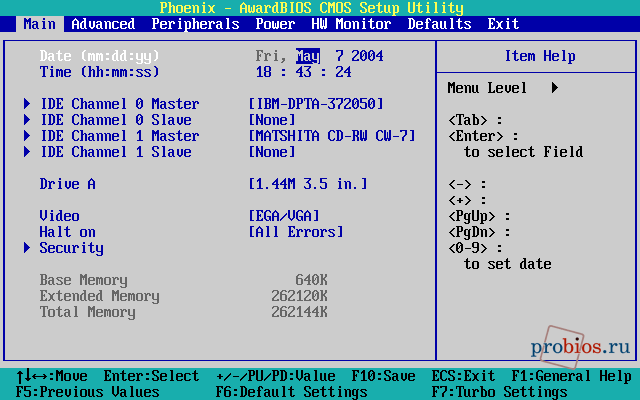 Phoenix - AwardBIOS CMOS Setup Utility
Main Advanced Peripherals Power HW Monitor Defaults Exit
Date (mm:dd:yy) Fri, May 7 2004
Time (hh:mm:ss) 18 : 43 : 24
IDE Channel 0 Master [IBM-DPTA-372050]
IDE Channel 0 Slave [None]
IDE Channel 1 Master [MATSHITA CD-RW CW-7]
IDE Channel 1 Slave [None]
Drive A [1.44M 3.5 in.]
Video [EGA/VGA]
Halt on [All Errors]
Security
Base Memory 640K
Extended Memory 262120K
Total Memory 262144K
Item Help
Menu Level
<Tab> :
<Enter> :
to select Field
<-> :
<+> :
<PgUp> :
<PgDn> :
<0-9> :
to set date
probios.ru
↑↓←→:Move Enter:Select +/-/PU/PD:Value F10:Save ECS:Exit F1:General Help
F5:Previous Values F6:Default Settings F7:Turbo Settings